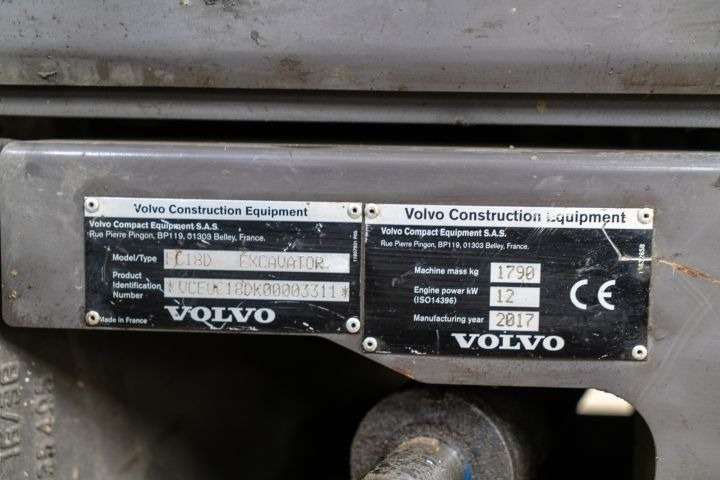 Volvo Construction Equipment
Volvo Compact Equipment S.A.S.
Rue Pierre Pingon, BP119, 01303 Belley, France.
Model/Type EC18D EXCAVATOR
Product
Identification
Number *VCEEC18DK00003311*
Made in France
VOLVO
Volvo Construction Equipment
Volvo Compact Equipment S.A.S.
Rue Pierre Pingon, BP119, 01303 Belley, France.
Machine mass kg 1790
Engine power kW 12
(ISO14396)
Manufacturing year 2017
CE
VOLVO